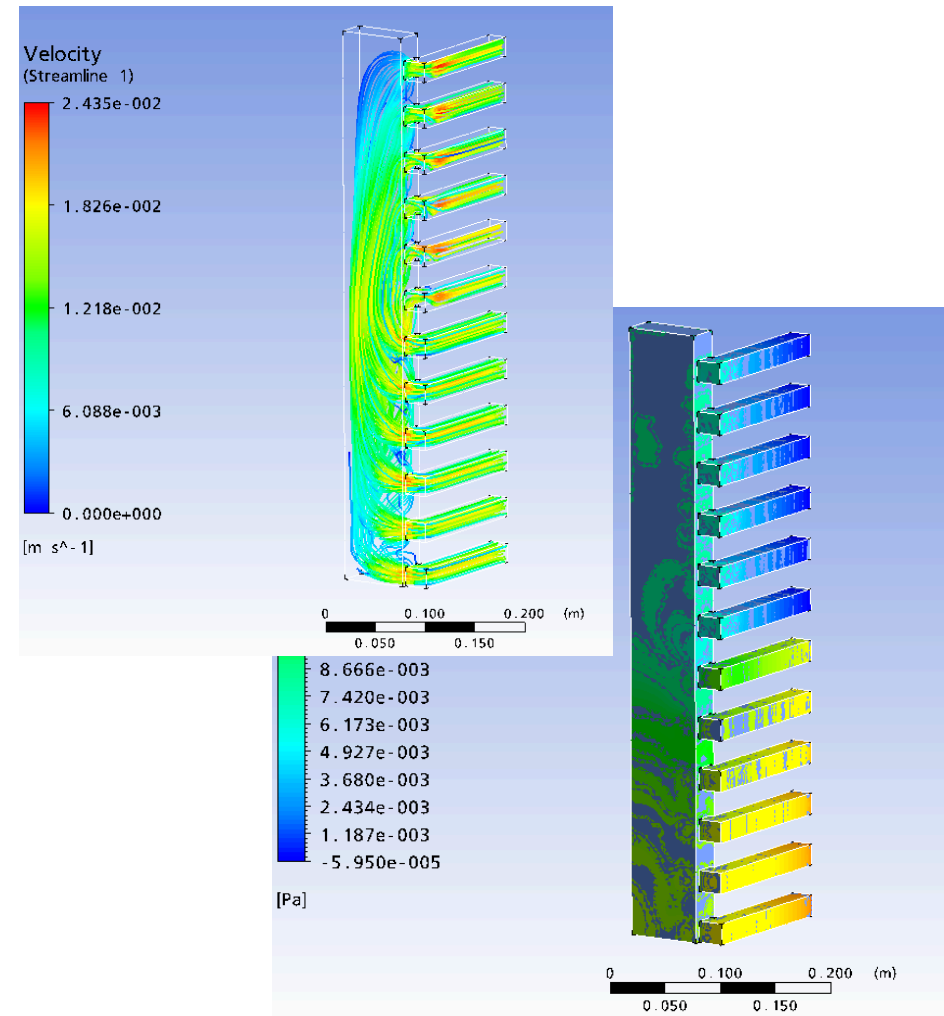 Velocity
(Streamline 1)
2.435e-002
1.826e-002
1.218e-002
6.088e-003
0.000e+000
[m s^-1]
0 0.100 0.200 (m)
0.050 0.150
8.666e-003
7.420e-003
6.173e-003
4.927e-003
3.680e-003
2.434e-003
1.187e-003
-5.950e-005
[Pa]
0 0.100 0.200 (m)
0.050 0.150